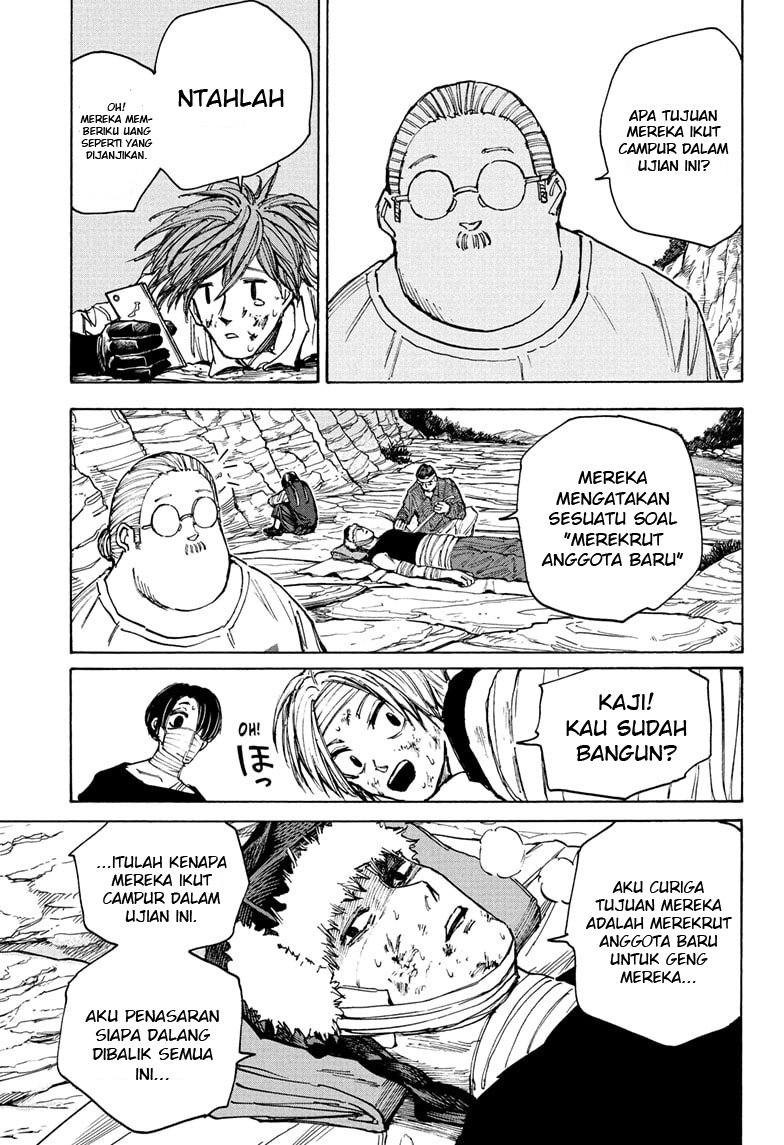 APA TUJUAN
MEREKA IKUT
CAMPUR DALAM
UJIAN INI?
NTAHLAH
OH!
MEREKA MEM-
BERIKU UANG
SEPERTI YANG
DIJANJIKAN.
MEREKA
MENGATAKAN
SESUATU SOAL
"MEREKRUT
ANGGOTA BARU"
KAJI!
KAU SUDAH
BANGUN?
OH!
ほっ
AKU CURIGA
TUJUAN MEREKA
ADALAH MEREKRUT
ANGGOTA BARU
UNTUK GENG
MEREKA...
...ITULAH KENAPA
MEREKA IKUT
CAMPUR DALAM
UJIAN INI.
AKU PENASARAN
SIAPA DALANG
DIBALIK SEMUA
INI...